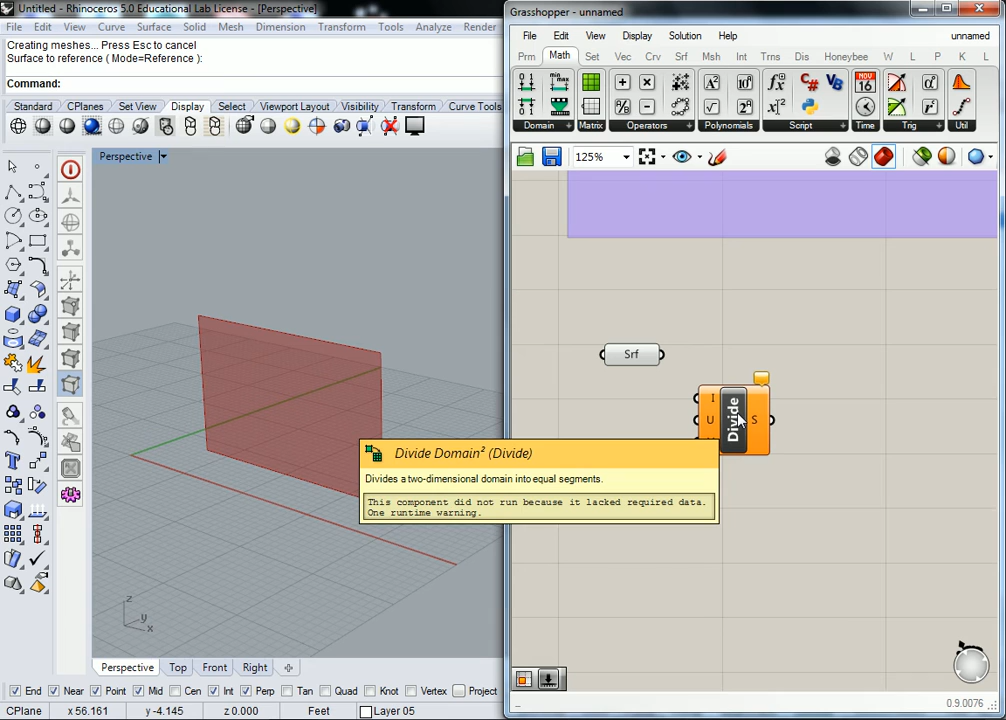 Untitled - Rhinoceros 5.0 Educational Lab License - [Perspective]
File Edit View Curve Surface Solid Mesh Dimension Transform Tools Analyze Render
Creating meshes... Press Esc to cancel
Surface to reference ( Mode=Reference ):
Command:
Standard CPlanes Set View Display Select Viewport Layout Visibility Transform Curve Tools
Perspective
z
y
x
Perspective Top Front Right
End Near Point Mid Cen Int Perp Tan Quad Knot Vertex Project
CPlane x 56.161 y -4.145 z 0.000 Feet Layer 05
Grasshopper - unnamed
File Edit View Display Solution Help unnamed
Prm Math Set Vec Crv Srf Msh Int Trns Dis Honeybee W L P K L
Domain Matrix Operators Polynomials Script Time Trig Util
125%
Srf
I
U
Divide
S
Divide Domain² (Divide)
Divides a two-dimensional domain into equal segments.
This component did not run because it lacked required data.
One runtime warning.
0.9.0076